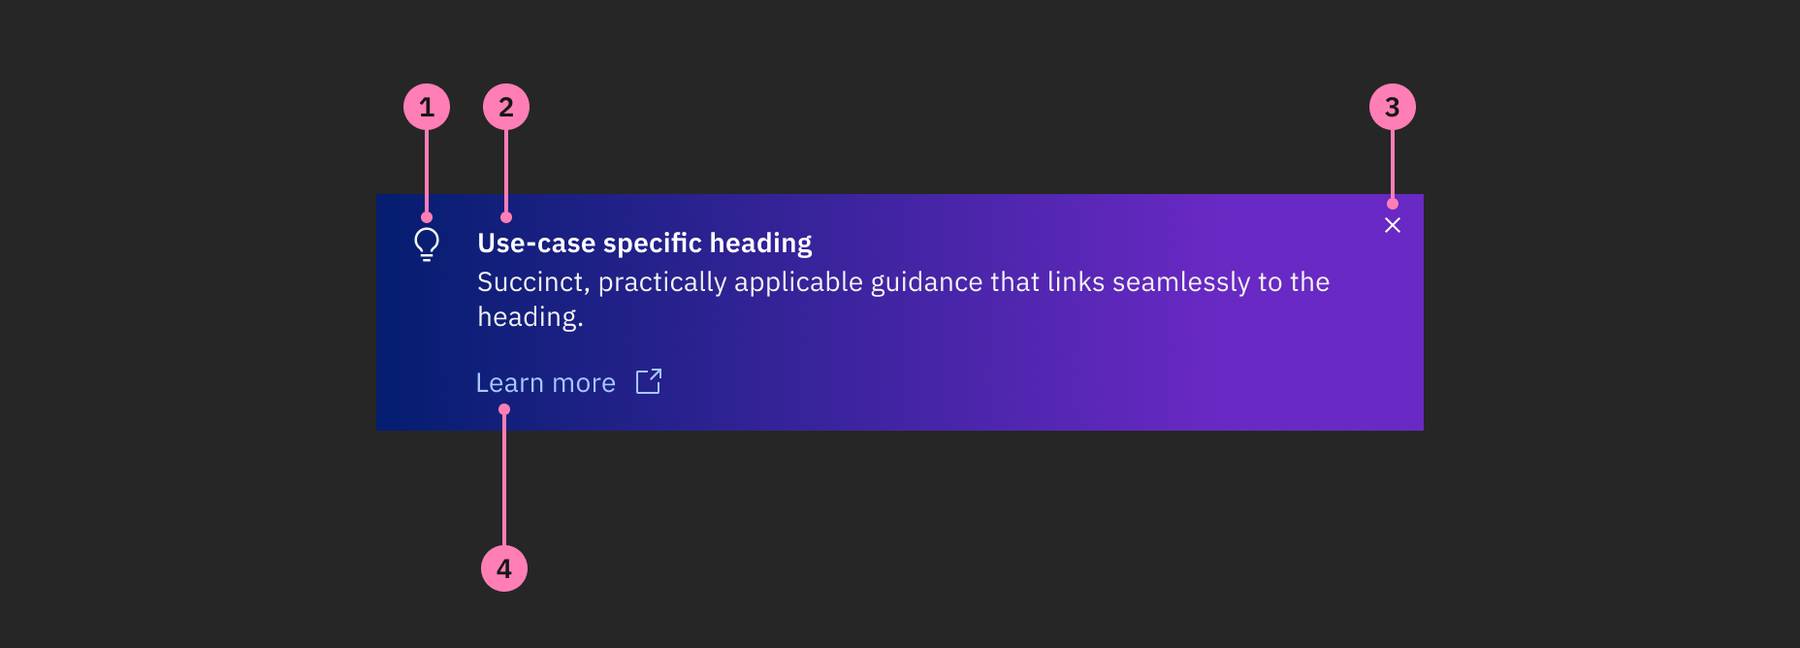 1 2 3
Use-case specific heading
Succinct, practically applicable guidance that links seamlessly to the
heading.
Learn more
4